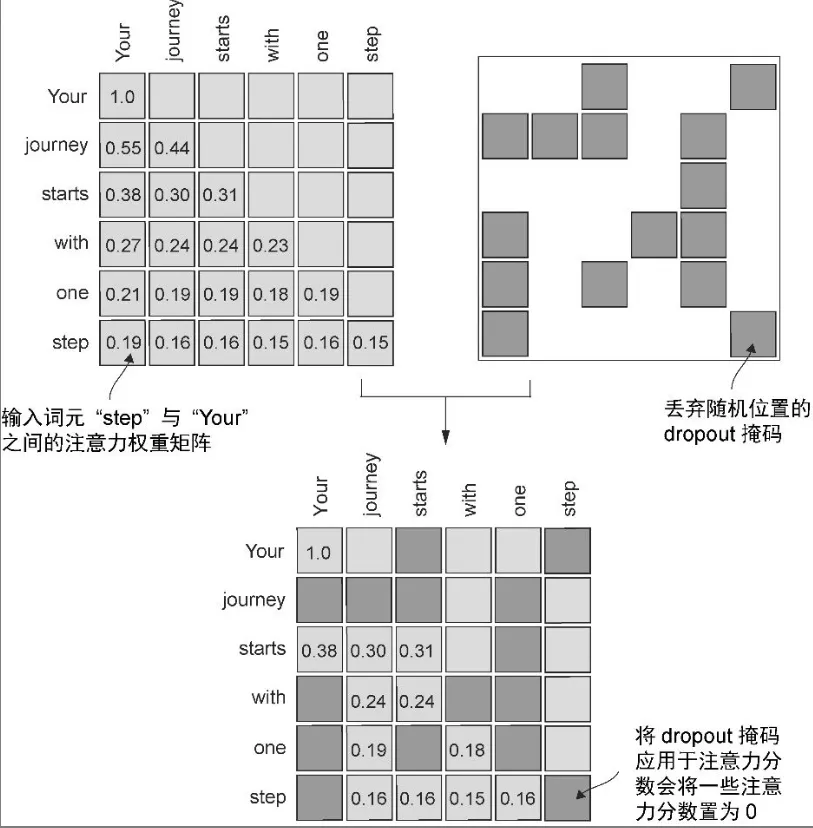 Your journey starts with one step
Your 1.0
journey 0.55 0.44
starts 0.38 0.30 0.31
with 0.27 0.24 0.24 0.23
one 0.21 0.19 0.19 0.18 0.19
step 0.19 0.16 0.16 0.15 0.16 0.15
输入词元 “step” 与 “Your”
之间的注意力权重矩阵
丢弃随机位置的
dropout 掩码
Your journey starts with one step
Your 1.0
journey
starts 0.38 0.30 0.31
with 0.24 0.24
one 0.19 0.18
step 0.16 0.16 0.15 0.16
将 dropout 掩码
应用于注意力分
数会将一些注意
力分数置为 0